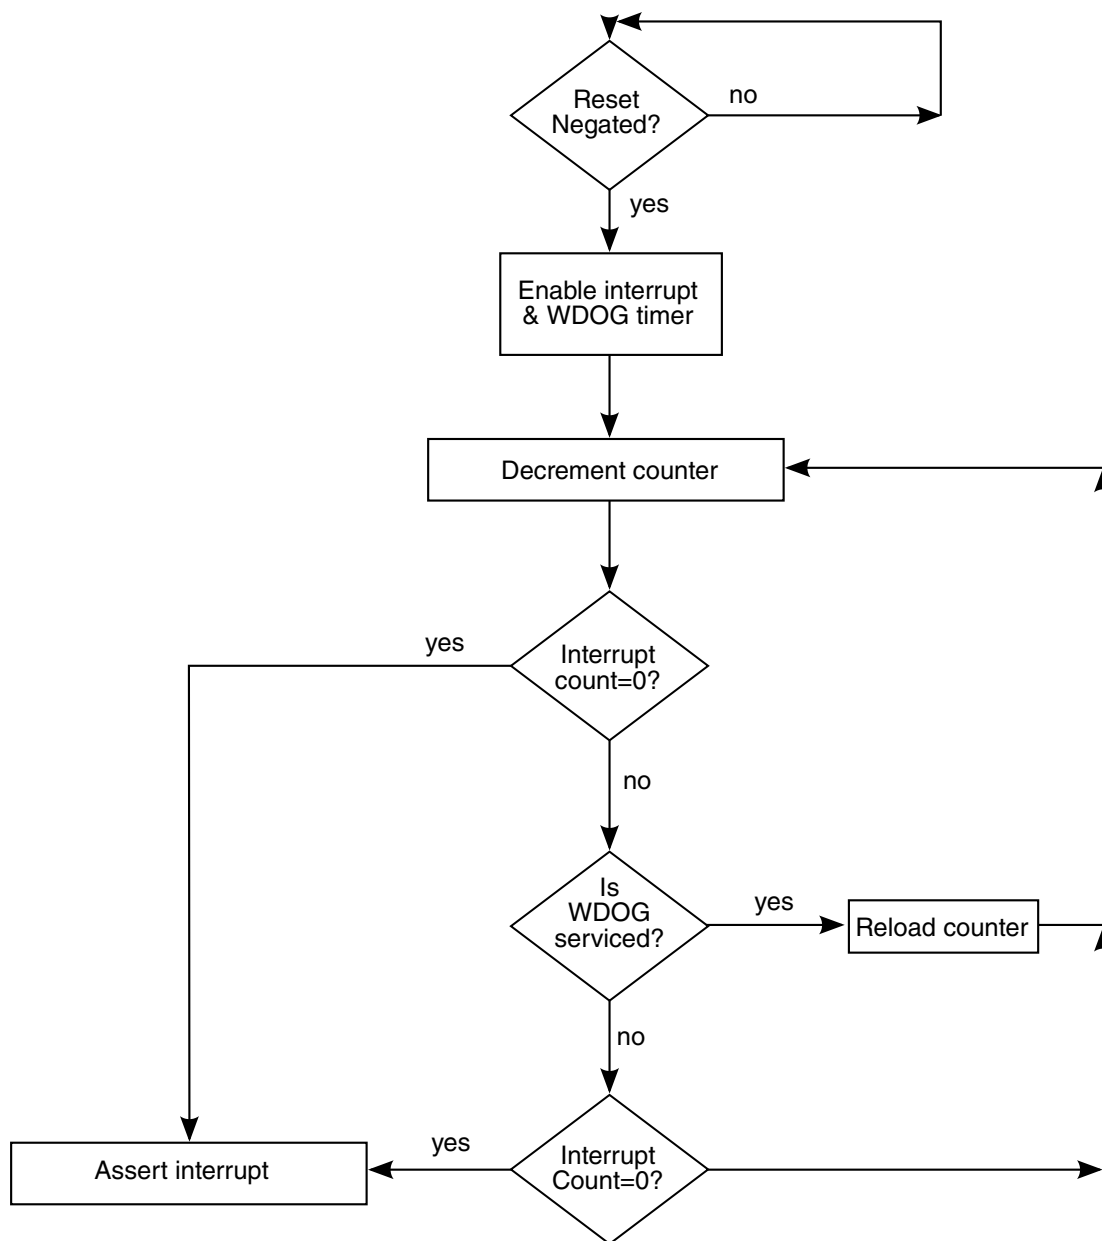 Reset
Negated?
no
yes
Enable interrupt
& WDOG timer
Decrement counter
yes
Interrupt
count=0?
no
Is
WDOG
serviced?
yes
Reload counter
no
yes
Interrupt
Count=0?
Assert interrupt